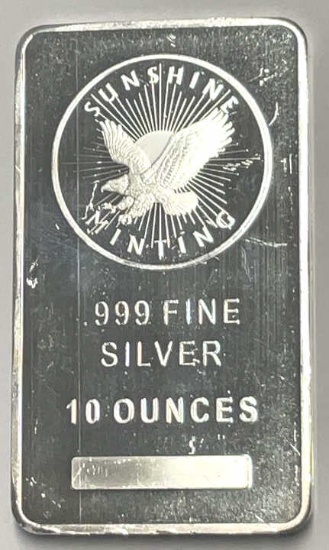 SUNSHINE
MINTING
.999 FINE
SILVER
10 OUNCES